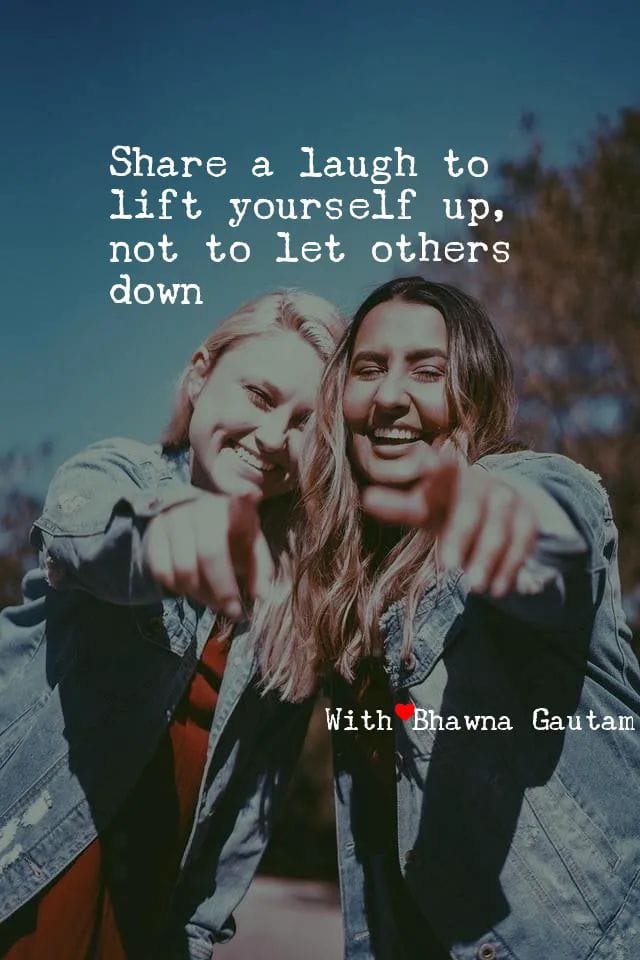 Share a laugh to
lift yourself up,
not to let others
down
With❤Bhawna Gautam